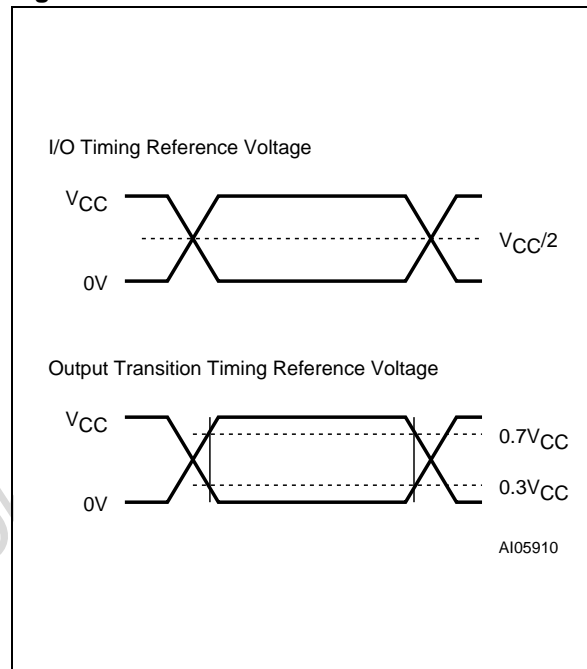 I/O Timing Reference Voltage
VCC
VCC/2
0V
Output Transition Timing Reference Voltage
VCC
0.7VCC
0.3VCC
0V
AI05910